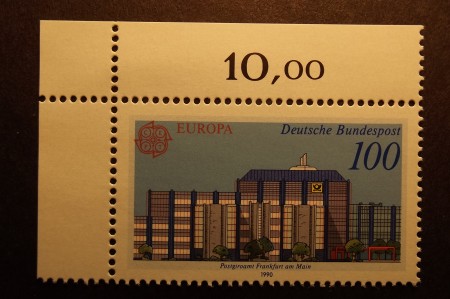 10,00
EUROPA Deutsche Bundespost
100
Postgiroamt Frankfurt am Main
1990